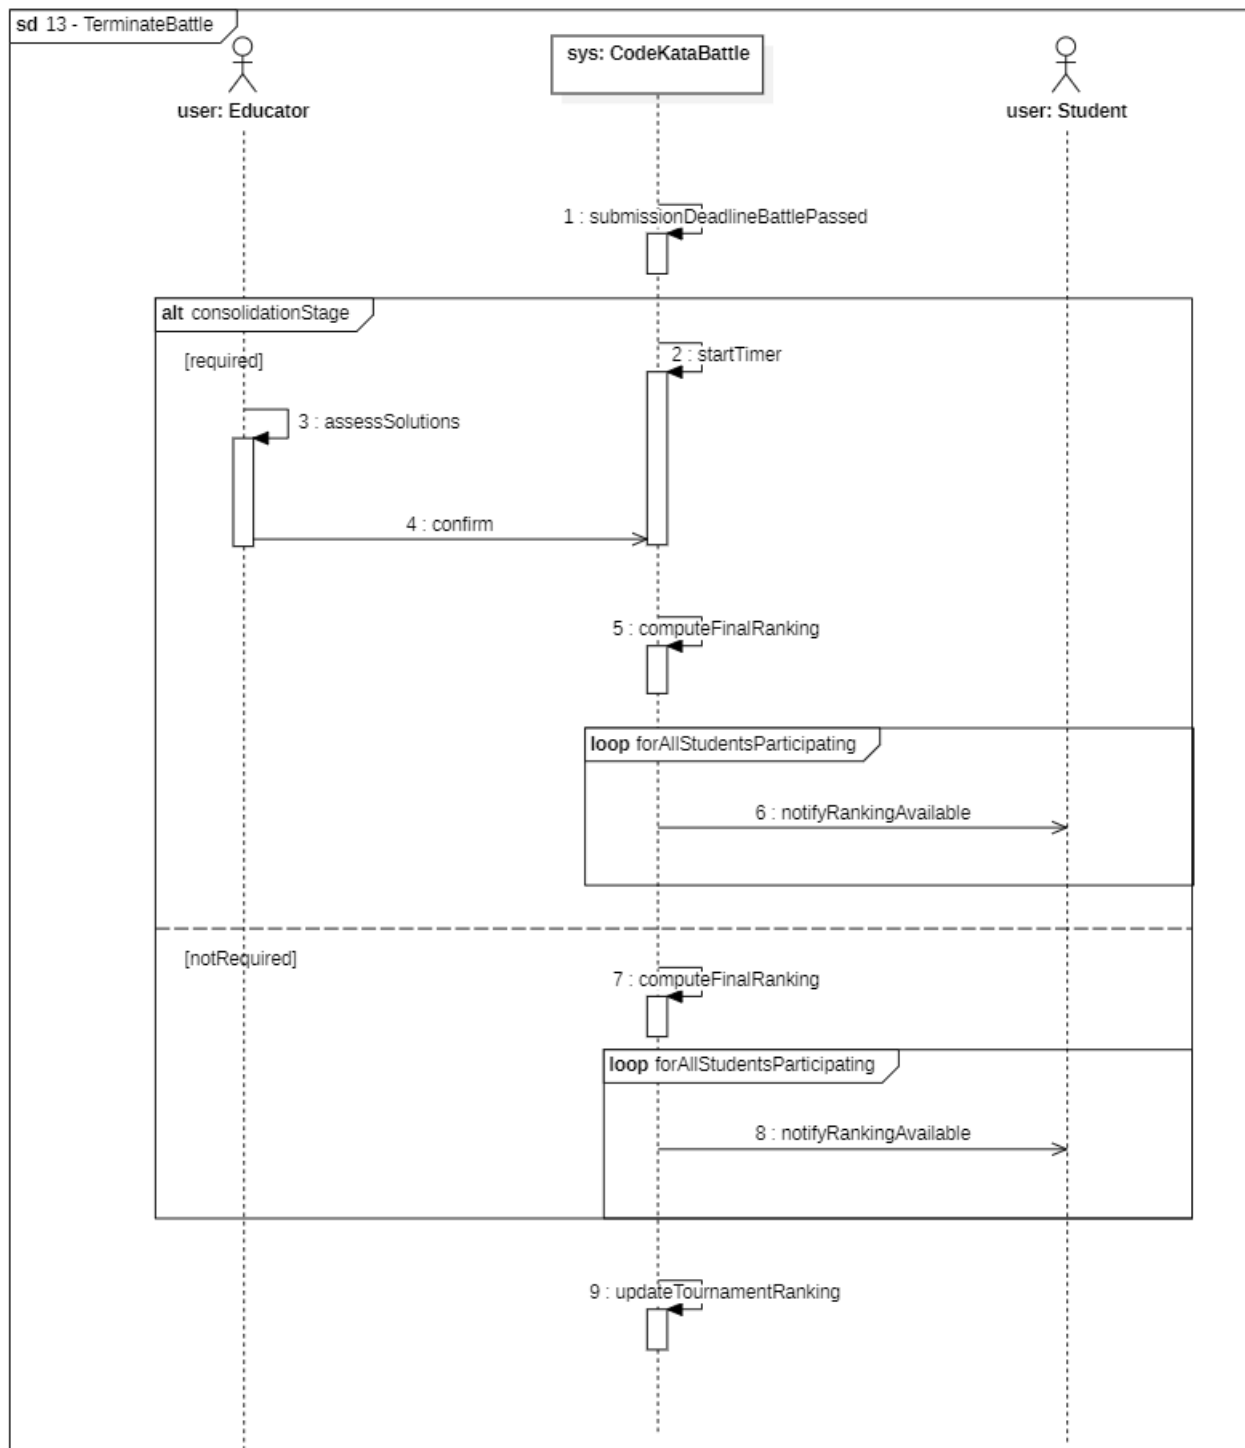 sd 13 - TerminateBattle
user: Educator
sys: CodeKataBattle
user: Student
1 : submissionDeadlineBattlePassed
alt consolidationStage
[required]
2 : startTimer
3 : assessSolutions
4 : confirm
5 : computeFinalRanking
loop forAllStudentsParticipating
6 : notifyRankingAvailable
[notRequired]
7 : computeFinalRanking
loop forAllStudentsParticipating
8 : notifyRankingAvailable
9 : updateTournamentRanking